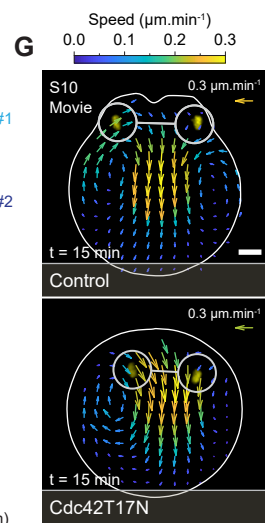 Speed (µm.min⁻¹)
G
0.0 0.1 0.2 0.3
S10
Movie
0.3 µm.min⁻¹
#1
#2
t = 15 min
Control
0.3 µm.min⁻¹
t = 15 min
Cdc42T17N
)